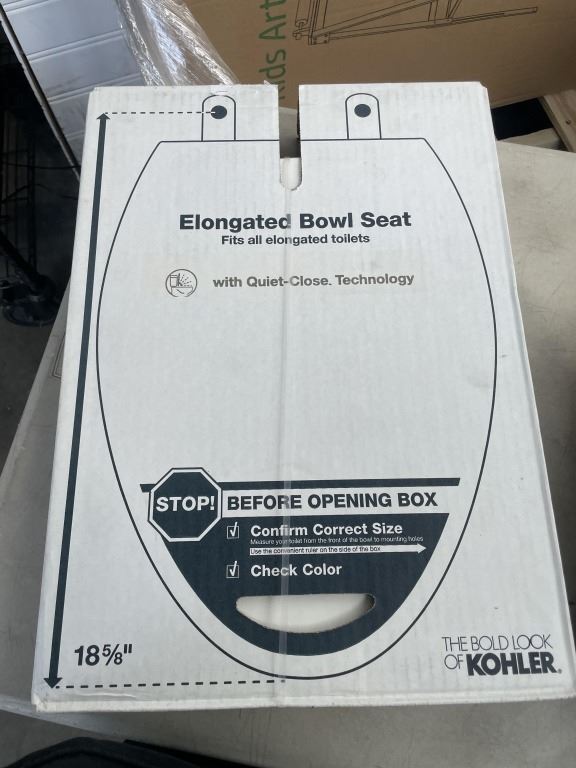 Kids Art
Elongated Bowl Seat
Fits all elongated toilets
with Quiet-Close. Technology
STOP! BEFORE OPENING BOX
Confirm Correct Size
Measure your toilet from the front of the bowl to mounting holes
Use the convenient ruler on the side of the box
Check Color
18⅝"
THE BOLD LOOK
OF KOHLER®